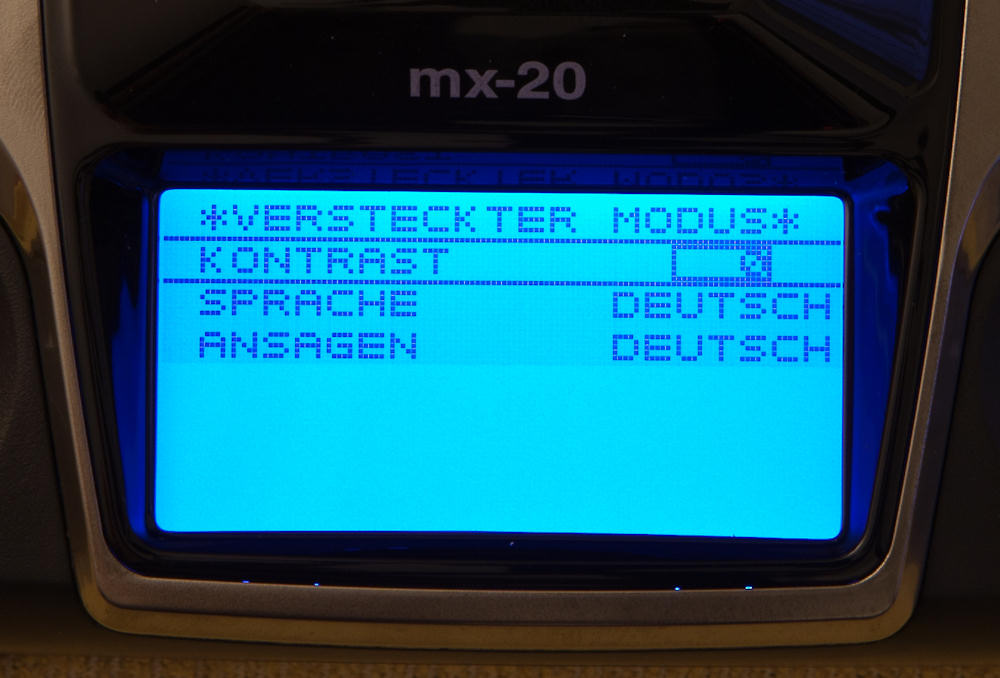 mx-20
*VERSTECKTER MODUS*
KONTRAST 0
SPRACHE DEUTSCH
ANSAGEN DEUTSCH